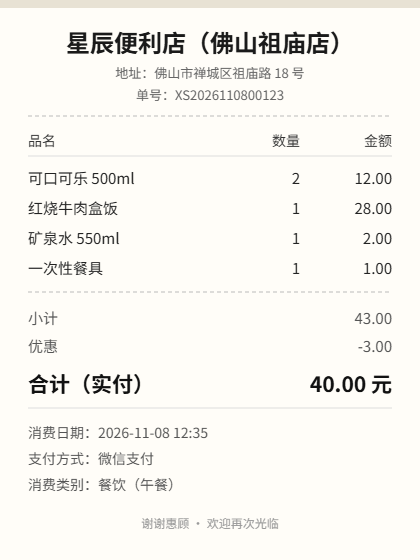 星辰便利店（佛山祖庙店）
地址：佛山市禅城区祖庙路 18 号
单号：XS2026110800123
品名 数量 金额
可口可乐 500ml 2 12.00
红烧牛肉盒饭 1 28.00
矿泉水 550ml 1 2.00
一次性餐具 1 1.00
小计 43.00
优惠 -3.00
合计（实付） 40.00 元
消费日期：2026-11-08 12:35
支付方式：微信支付
消费类别：餐饮（午餐）
谢谢惠顾 · 欢迎再次光临